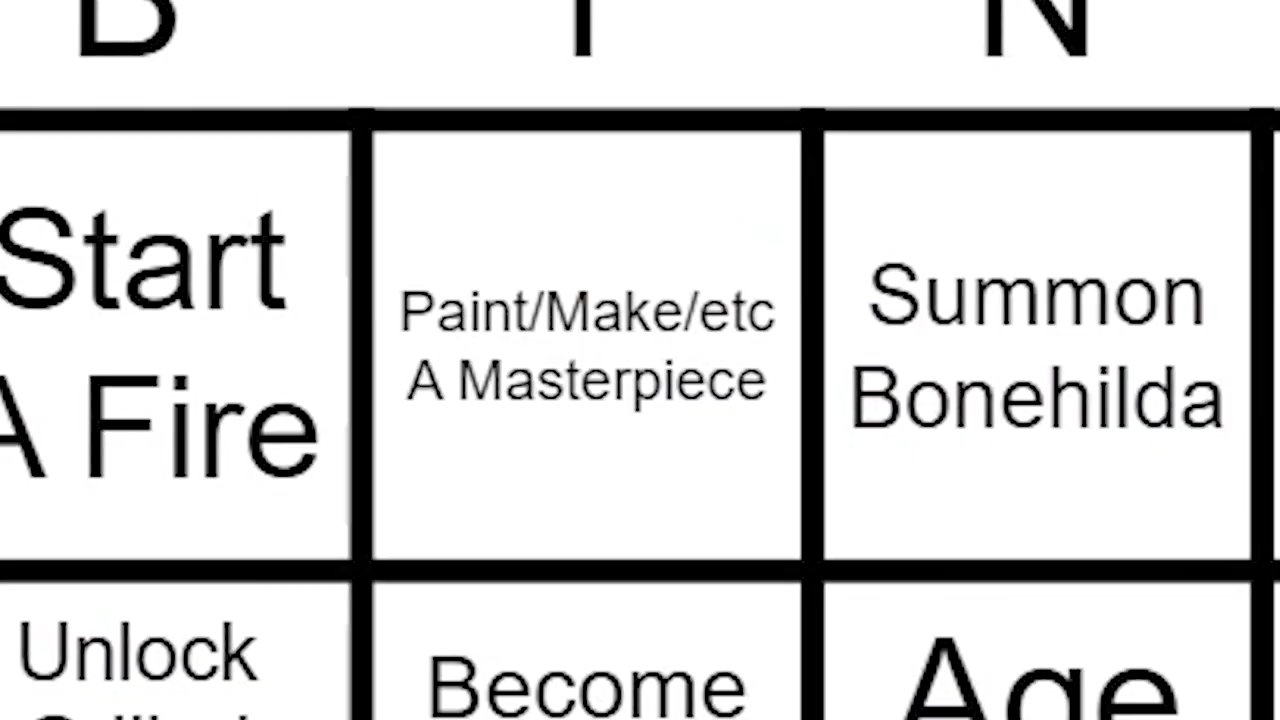 B I N
Start
A Fire
Paint/Make/etc
A Masterpiece
Summon
Bonehilda
Unlock
Become
Age